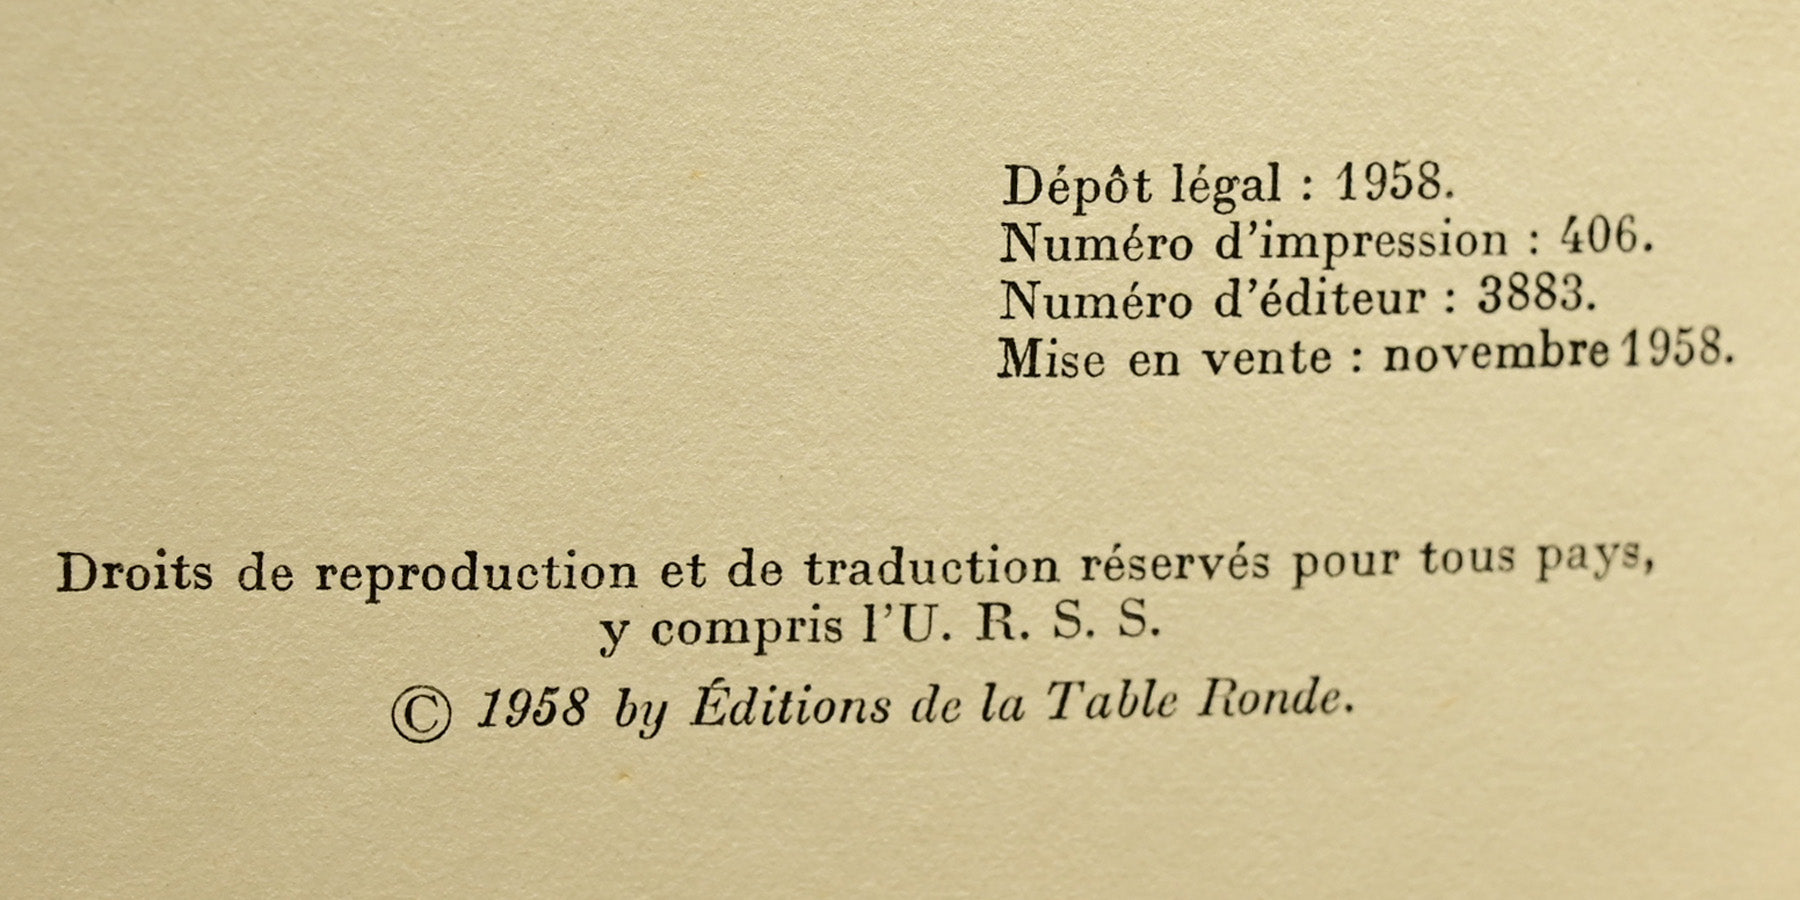 Dépôt légal : 1958.
Numéro d'impression : 406.
Numéro d'éditeur : 3883.
Mise en vente : novembre 1958.
Droits de reproduction et de traduction réservés pour tous pays,
y compris l'U. R. S. S.
© 1958 by Éditions de la Table Ronde.